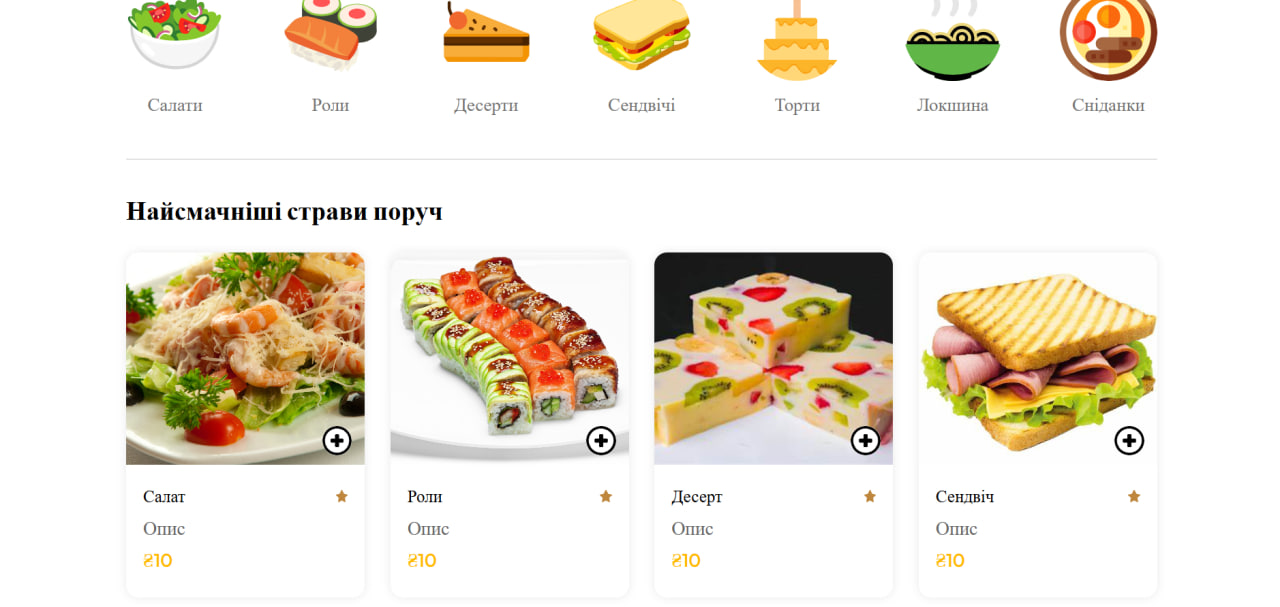 Салати Роли Десерти Сендвічі Торти Локшина Сніданки
Найсмачніші страви поруч
Салат Роли Десерт Сендвіч
Опис Опис Опис Опис
₴10 ₴10 ₴10 ₴10